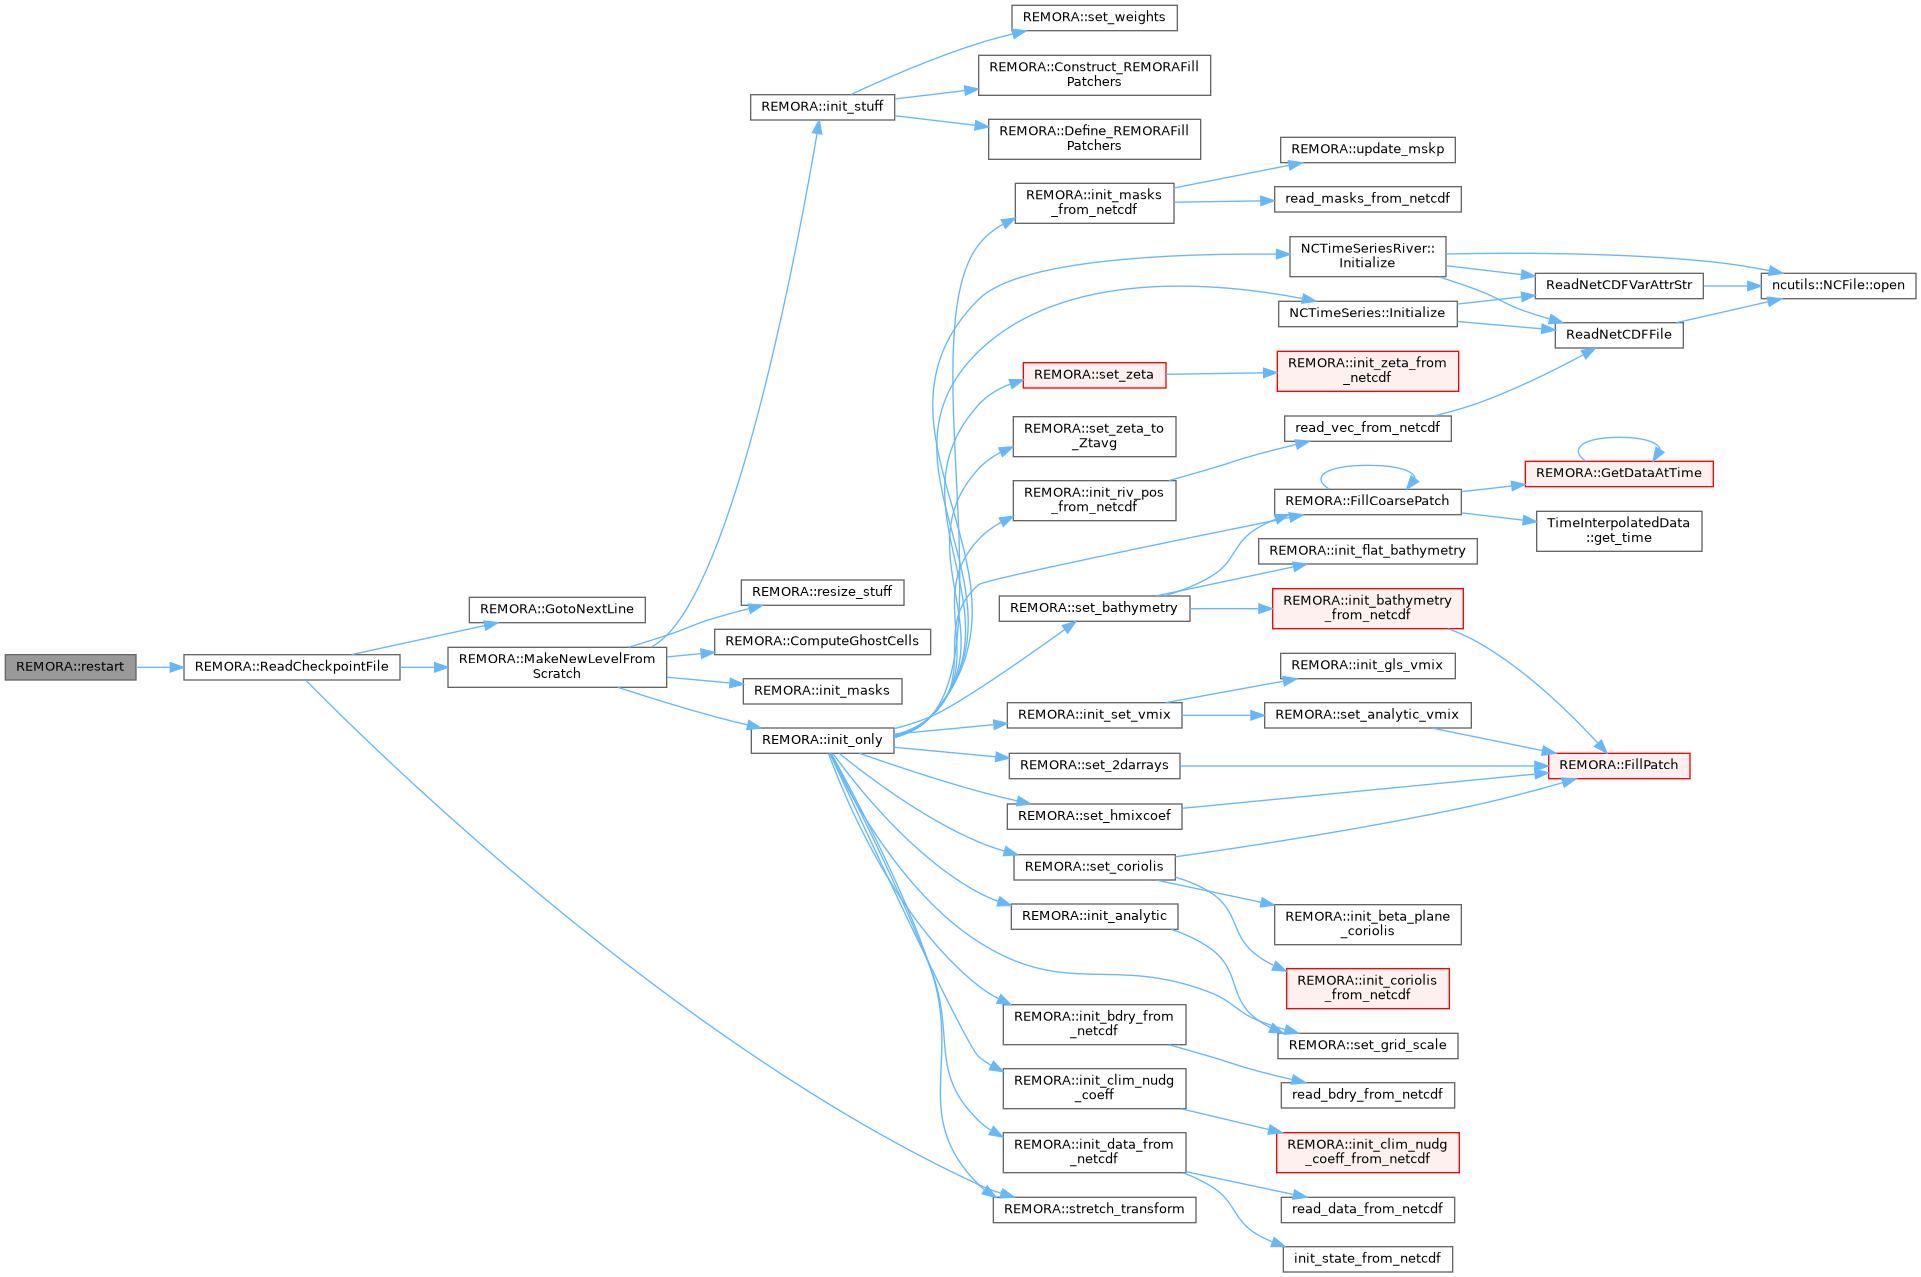 REMORA::restart
REMORA::ReadCheckpointFile
REMORA::GotoNextLine
REMORA::MakeNewLevelFrom
Scratch
REMORA::init_stuff
REMORA::resize_stuff
REMORA::ComputeGhostCells
REMORA::init_masks
REMORA::init_only
REMORA::set_weights
REMORA::Construct_REMORAFill
Patchers
REMORA::Define_REMORAFill
Patchers
REMORA::init_masks
_from_netcdf
REMORA::set_zeta
REMORA::set_zeta_to
_Ztavg
REMORA::init_riv_pos
_from_netcdf
REMORA::set_bathymetry
REMORA::init_set_vmix
REMORA::set_2darrays
REMORA::set_hmixcoef
REMORA::set_coriolis
REMORA::init_analytic
REMORA::init_bdry_from
_netcdf
REMORA::init_clim_nudg
_coeff
REMORA::init_data_from
_netcdf
REMORA::stretch_transform
REMORA::update_mskp
read_masks_from_netcdf
NCTimeSeriesRiver::
Initialize
NCTimeSeries::Initialize
REMORA::init_zeta_from
_netcdf
read_vec_from_netcdf
REMORA::FillCoarsePatch
REMORA::init_flat_bathymetry
REMORA::init_bathymetry
_from_netcdf
REMORA::init_gls_vmix
REMORA::set_analytic_vmix
REMORA::init_beta_plane
_coriolis
REMORA::init_coriolis
_from_netcdf
REMORA::set_grid_scale
read_bdry_from_netcdf
REMORA::init_clim_nudg
_coeff_from_netcdf
read_data_from_netcdf
init_state_from_netcdf
ReadNetCDFVarAttrStr
ReadNetCDFFile
REMORA::GetDataAtTime
TimeInterpolatedData
::get_time
REMORA::FillPatch
ncutils::NCFile::open